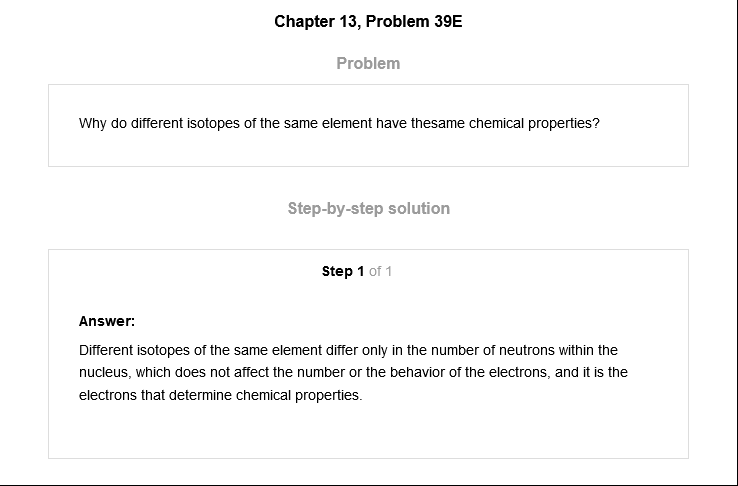 Chapter 13, Problem 39E
Problem
Why do different isotopes of the same element have thesame chemical properties?
Step-by-step solution
Step 1 of 1
Answer:
Different isotopes of the same element differ only in the number of neutrons within the
nucleus, which does not affect the number or the behavior of the electrons, and it is the
electrons that determine chemical properties.